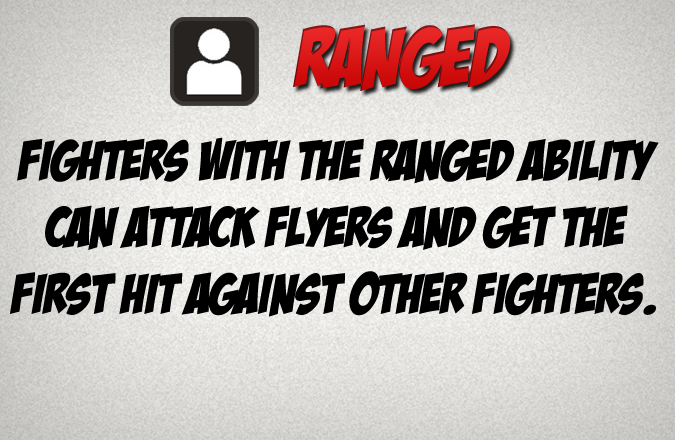 RANGED
FIGHTERS WITH THE RANGED ABILITY
CAN ATTACK FLYERS AND GET THE
FIRST HIT AGAINST OTHER FIGHTERS.